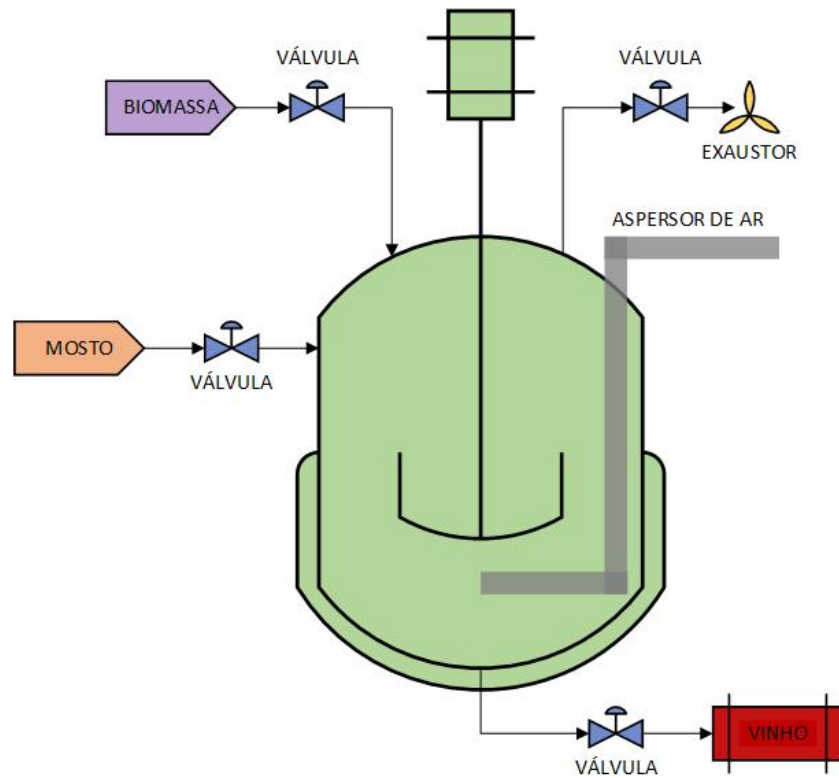 VÁLVULA
VÁLVULA
BIOMASSA
EXAUSTOR
ASPERSOR DE AR
MOSTO
VÁLVULA
VINHO
VÁLVULA